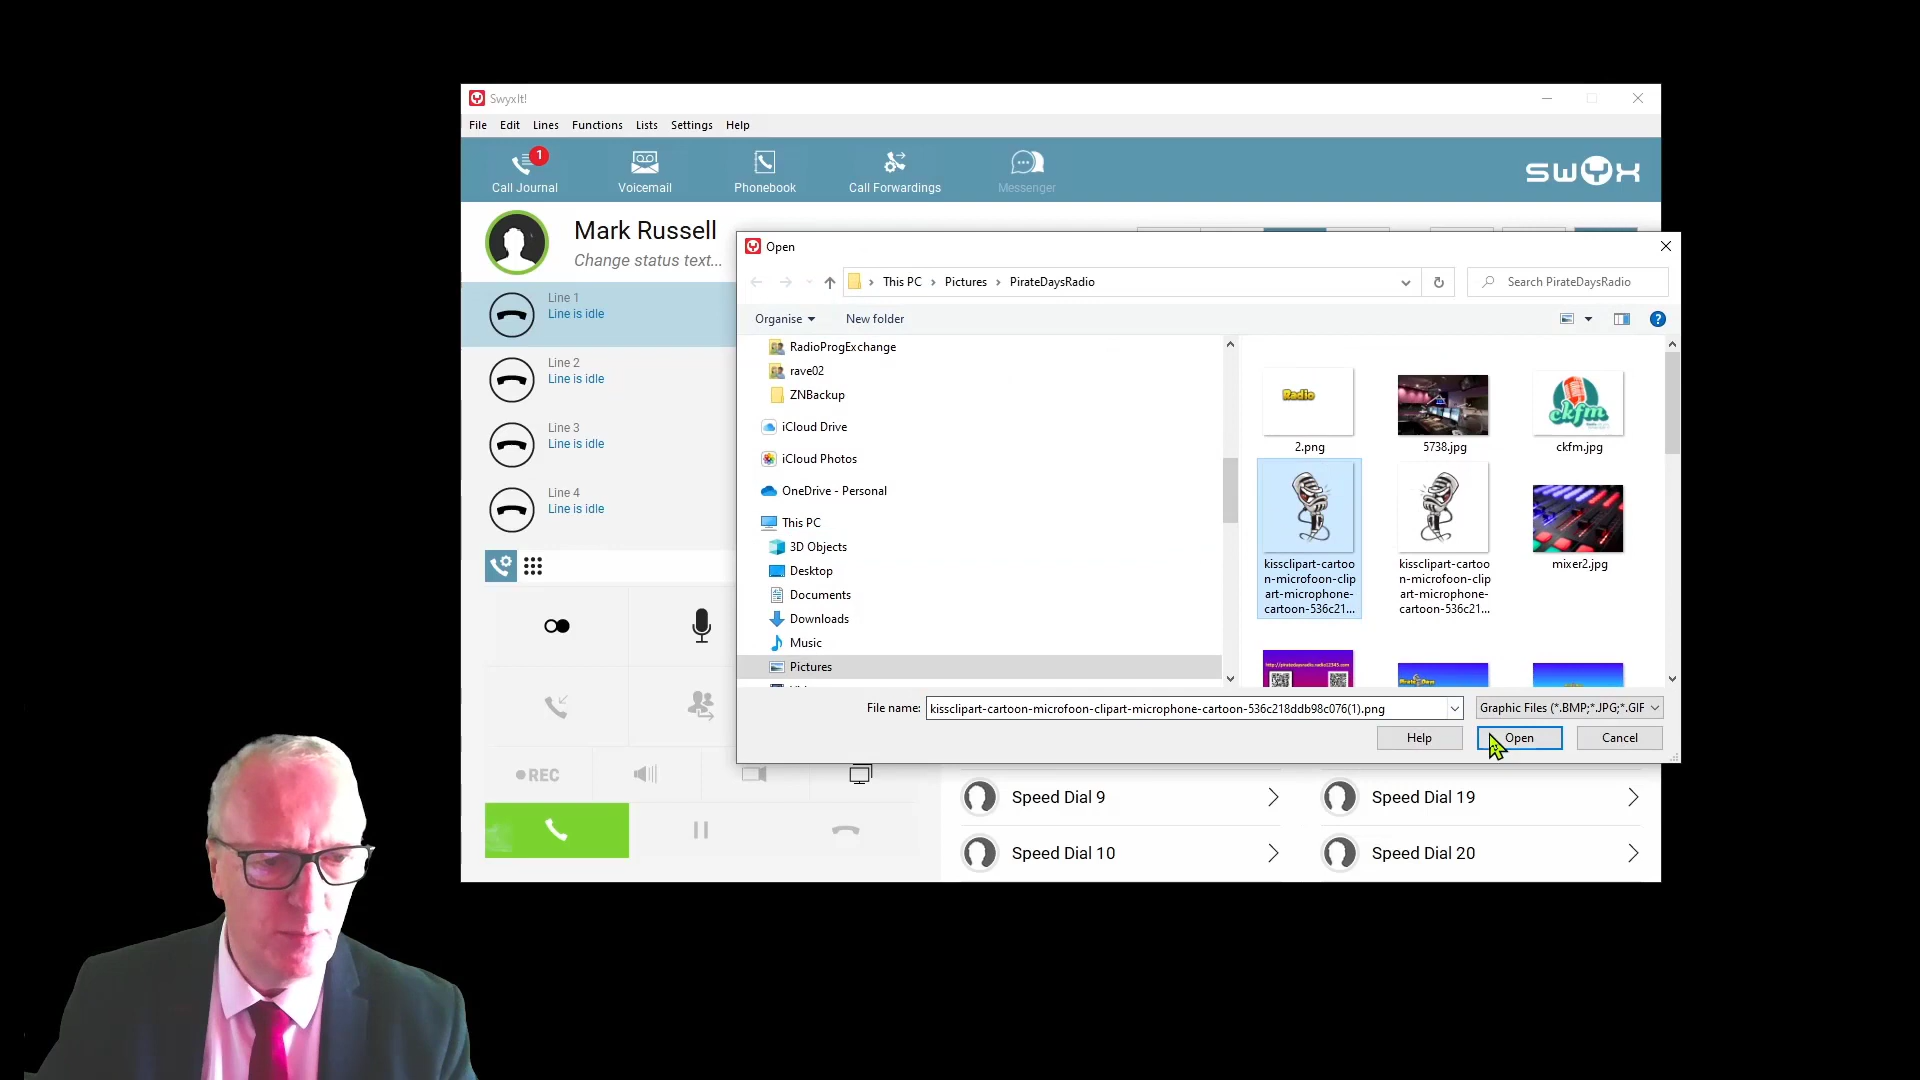 SwyxIt!
File Edit Lines Functions Lists Settings Help
1
Call Journal Voicemail Phonebook Call Forwardings Messenger
swyx
Mark Russell
Change status text...
Line 1
Line is idle
Line 2
Line is idle
Line 3
Line is idle
Line 4
Line is idle
REC
Open
This PC Pictures PirateDaysRadio
Search PirateDaysRadio
Organise New folder
?
RadioProgExchange
rave02
ZNBackup
iCloud Drive
iCloud Photos
OneDrive - Personal
This PC
3D Objects
Desktop
Documents
Downloads
Music
Pictures
Radio
ckfm
2.png 5738.jpg ckfm.jpg
kissclipart-cartoo
n-microfoon-clip
art-microphone-
cartoon-536c21...
kissclipart-cartoo
n-microfoon-clip
art-microphone-
cartoon-536c21...
mixer2.jpg
http://piratedaysradio.radio12345.com
File name: kissclipart-cartoon-microfoon-clipart-microphone-cartoon-536c218ddb98c076(1).png Graphic Files (*.BMP;*.JPG;*.GIF
Help Open Cancel
Speed Dial 9 Speed Dial 19
Speed Dial 10 Speed Dial 20